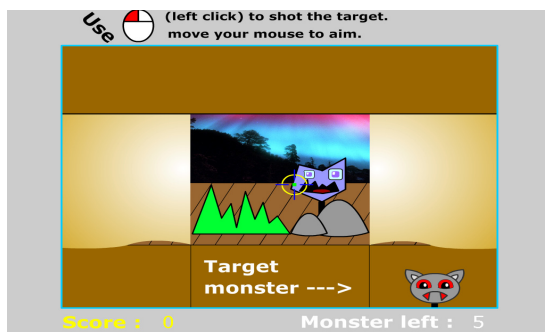 Use
(left click) to shot the target.
move your mouse to aim.
Target
monster --->
Score : 0
Monster left : 5